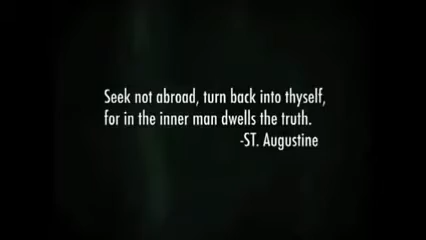 Seek not abroad, turn back into thyself,
for in the inner man dwells the truth.
-ST. Augustine